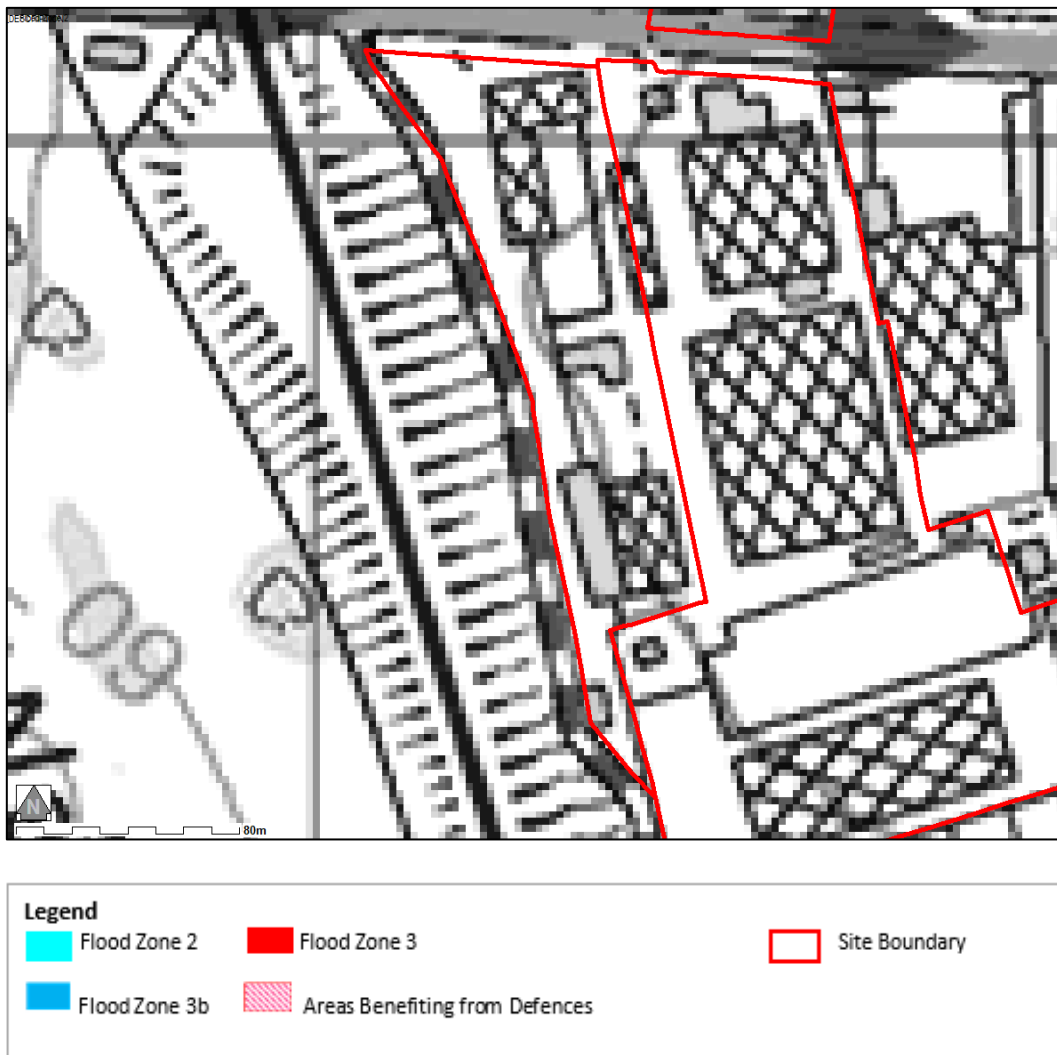 N
80m
Legend
Flood Zone 2
Flood Zone 3
Site Boundary
Flood Zone 3b
Areas Benefiting from Defences